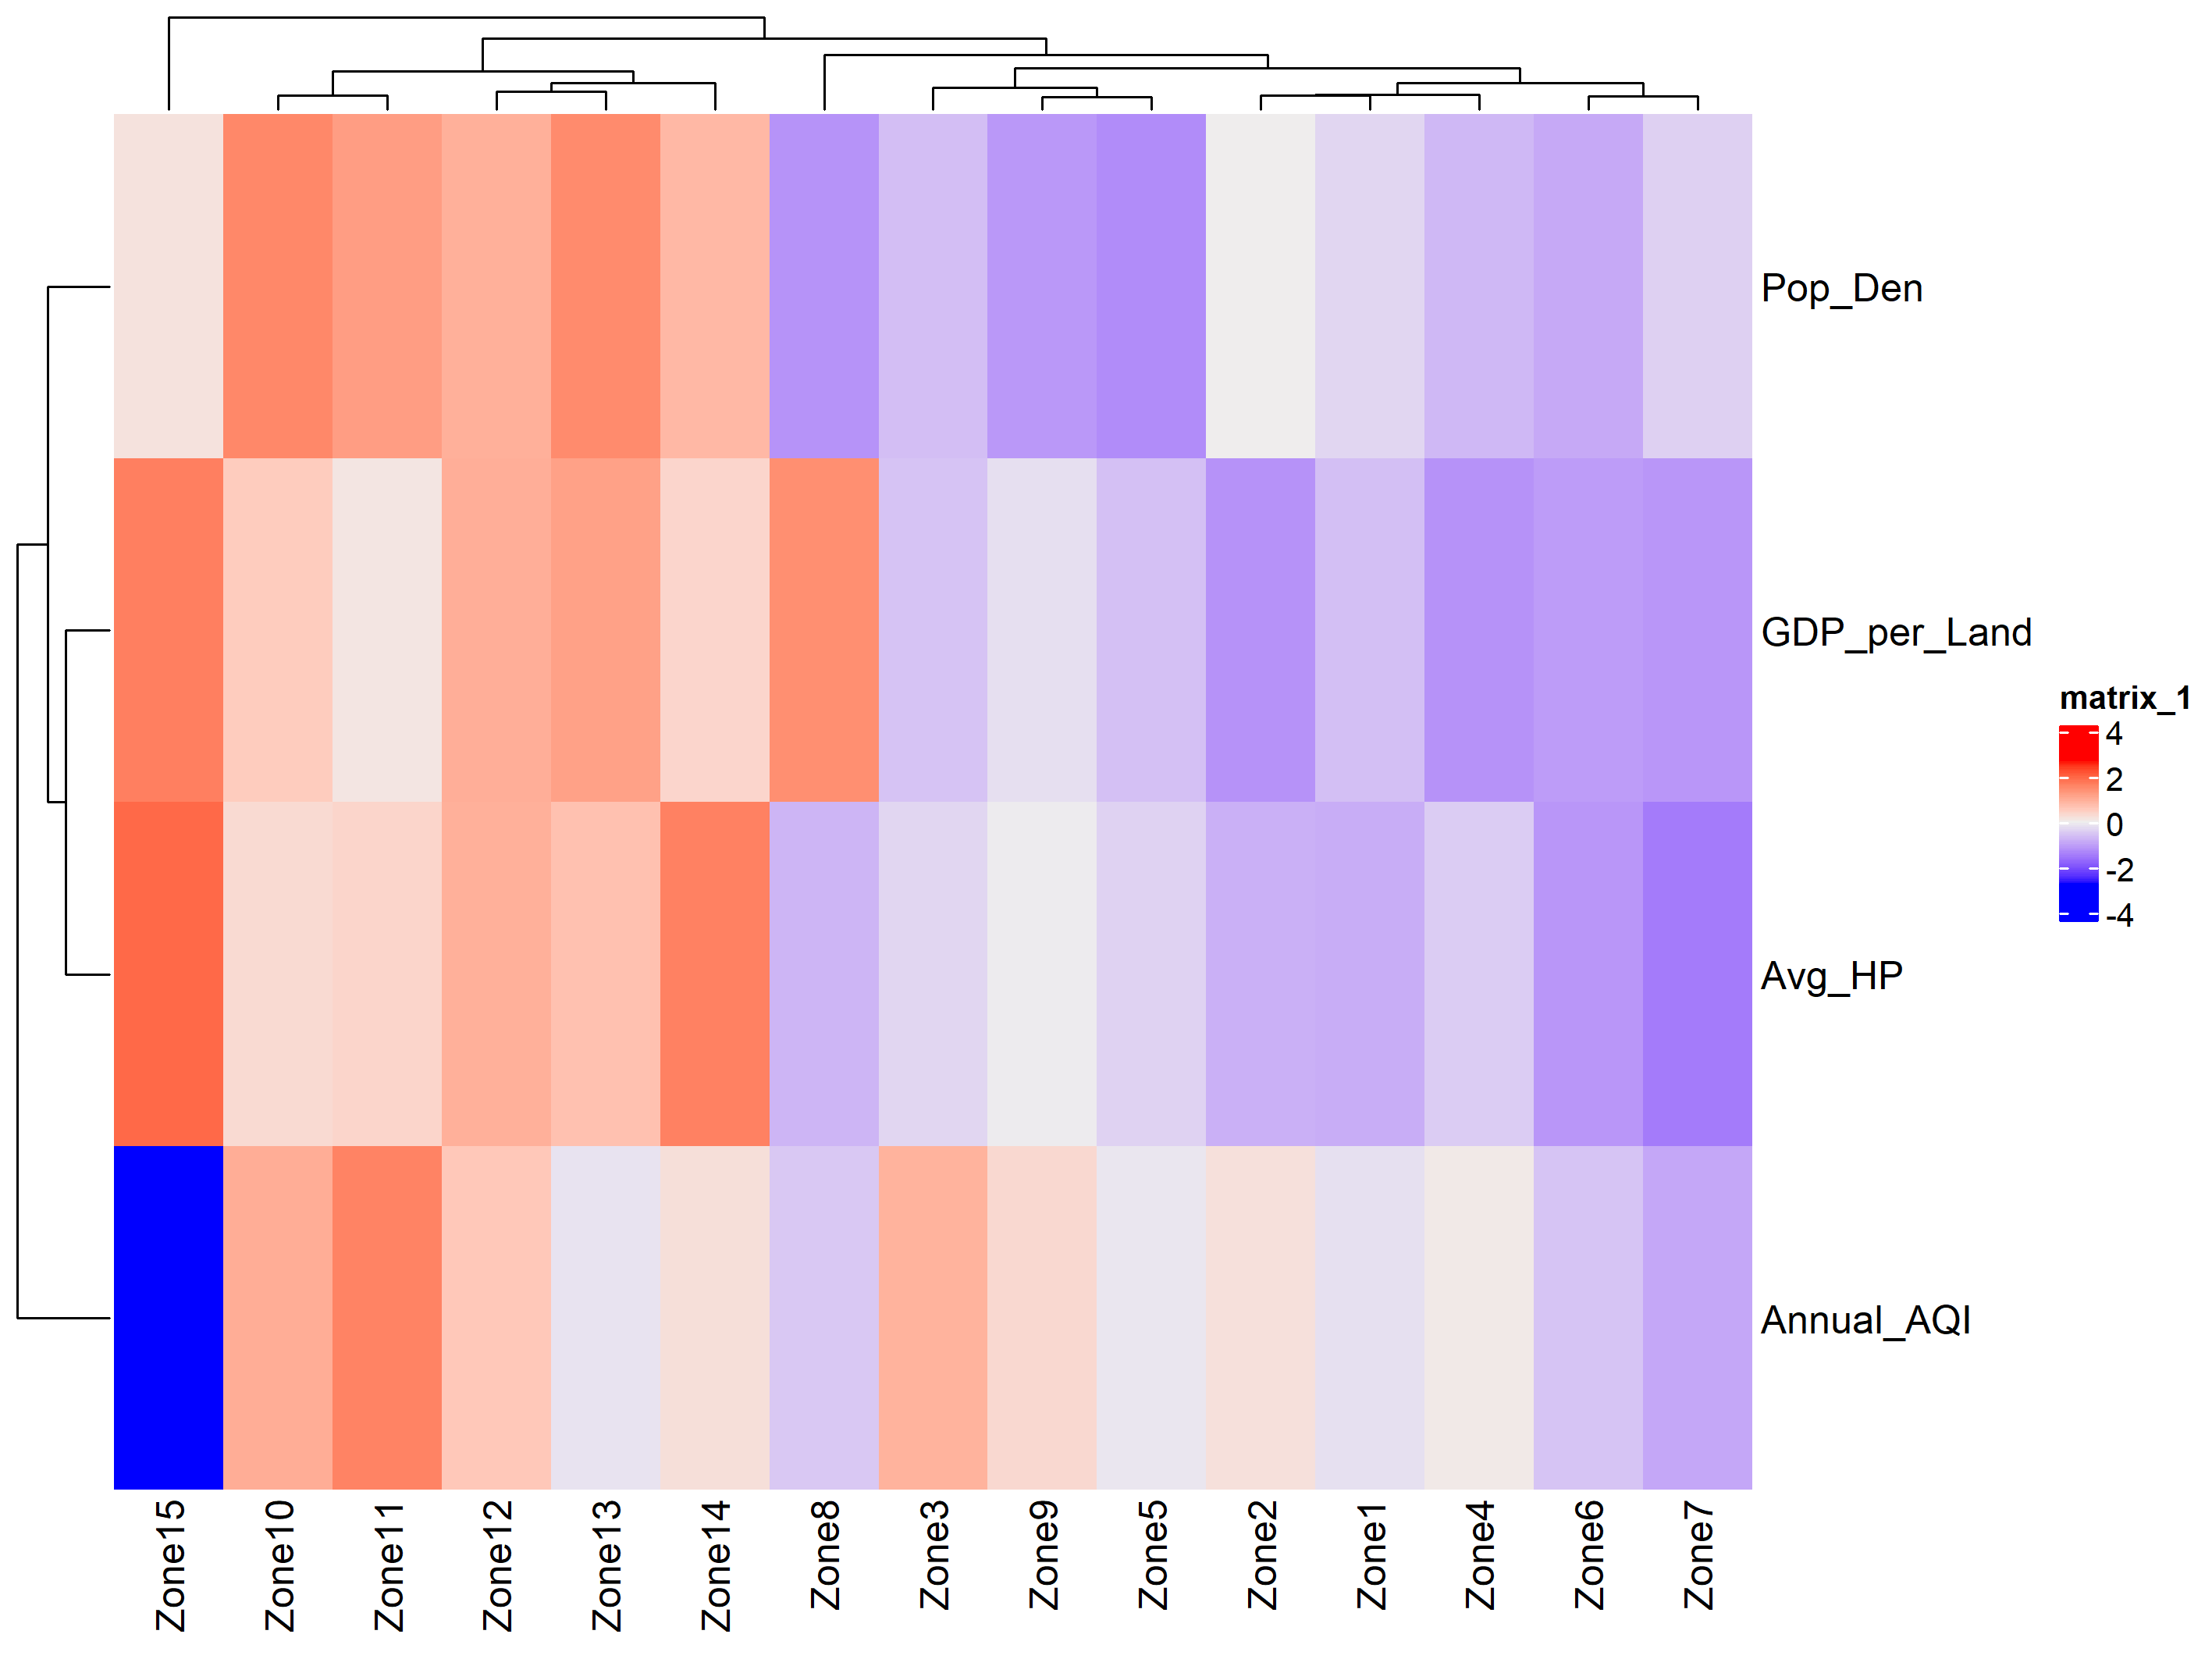 Pop_Den
GDP_per_Land
matrix_1
4
2
0
-2
-4
Avg_HP
Annual_AQI
Zone15
Zone10
Zone11
Zone12
Zone13
Zone14
Zone8
Zone3
Zone9
Zone5
Zone2
Zone1
Zone4
Zone6
Zone7